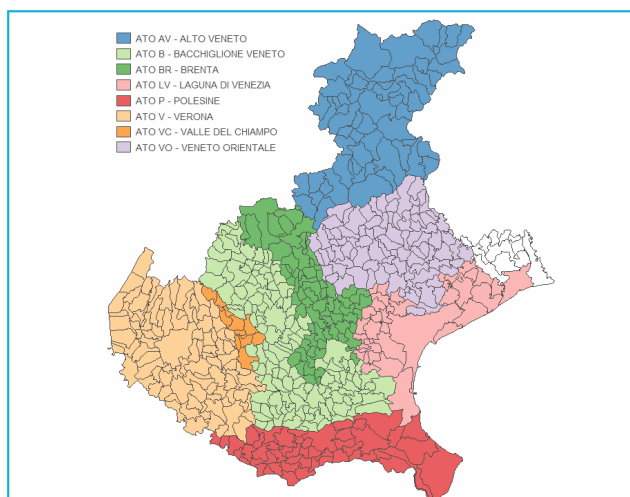 ATO AV - ALTO VENETO
ATO B - BACCHIGLIONE VENETO
ATO BR - BRENTA
ATO LV - LAGUNA DI VENEZIA
ATO P - POLESINE
ATO V - VERONA
ATO VC - VALLE DEL CHIAMPO
ATO VO - VENETO ORIENTALE